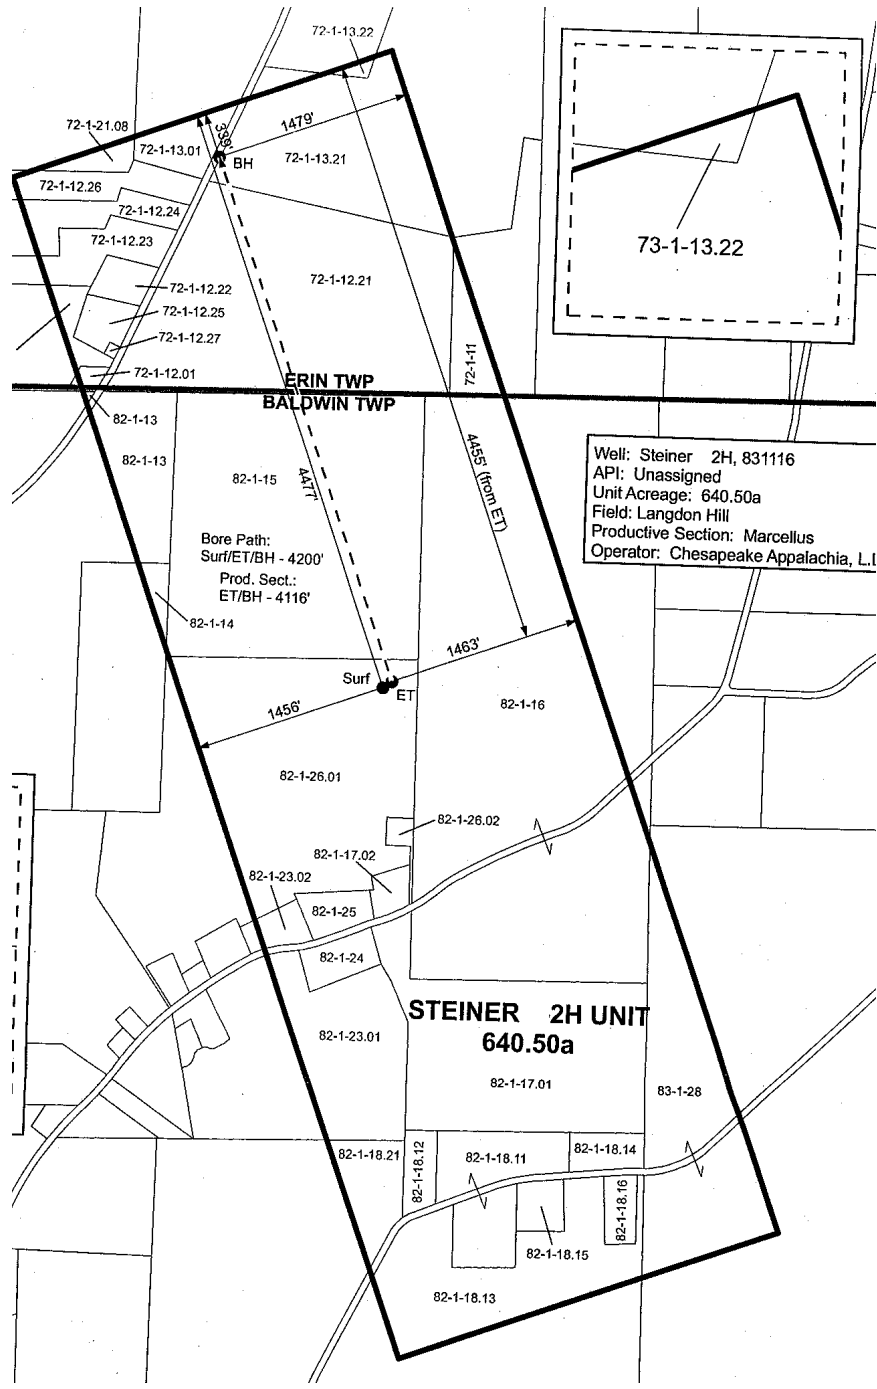 72-1-13.22
1479'
72-1-21.08
339'
72-1-13.01
BH
72-1-13.21
73-1-13.22
72-1-12.26
72-1-12.24
72-1-12.23
72-1-12.22
72-1-12.21
72-1-12.25
72-1-12.27
72-1-11
72-1-12.01
ERIN TWP
BALDWIN TWP
82-1-13
82-1-13
82-1-15
4477'
4455' (from ET)
Well: Steiner 2H, 831116
API: Unassigned
Unit Acreage: 640.50a
Field: Langdon Hill
Productive Section: Marcellus
Operator: Chesapeake Appalachia,
Bore Path:
Surf/ET/BH - 4200'
Prod. Sect.:
ET/BH - 4116'
82-1-14
1463'
Surf
ET
1456'
82-1-16
82-1-26.01
82-1-26.02
82-1-17.02
82-1-23.02
82-1-25
82-1-24
STEINER 2H UNIT
640.50a
82-1-23.01
82-1-17.01
83-1-28
82-1-18.21
82-1-18.12
82-1-18.11
82-1-18.14
82-1-18.16
82-1-18.15
82-1-18.13